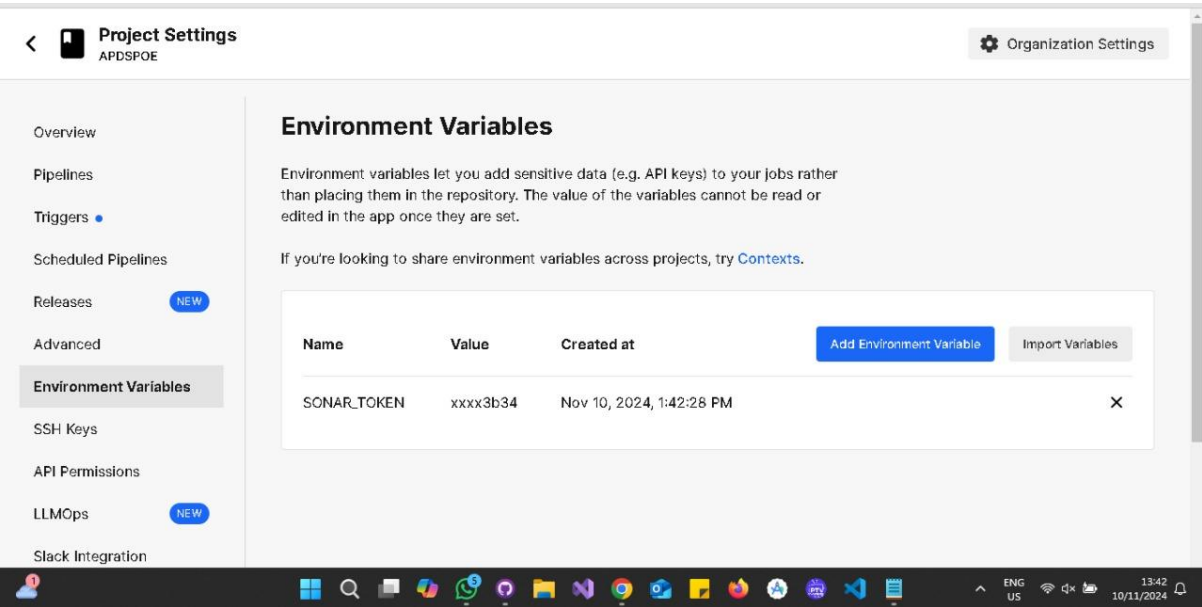 Project Settings
APDSPOE
Organization Settings
Overview
Pipelines
Triggers
Scheduled Pipelines
Releases NEW
Advanced
Environment Variables
SSH Keys
API Permissions
LLMOps NEW
Slack Integration
Environment Variables
Environment variables let you add sensitive data (e.g. API keys) to your jobs rather
than placing them in the repository. The value of the variables cannot be read or
edited in the app once they are set.
If you're looking to share environment variables across projects, try Contexts.
Name Value Created at Add Environment Variable Import Variables
SONAR_TOKEN xxxx3b34 Nov 10, 2024, 1:42:28 PM
1
5
IPTV
ENG
US
13:42
10/11/2024